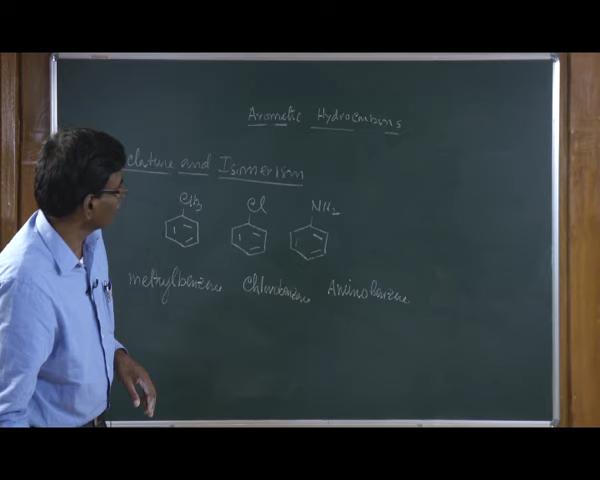 Aromatic Hydrocarbons
clature and Isomerism
CH3 Cl NH2
methylbenzene Chlorobenzene Aminobenzene